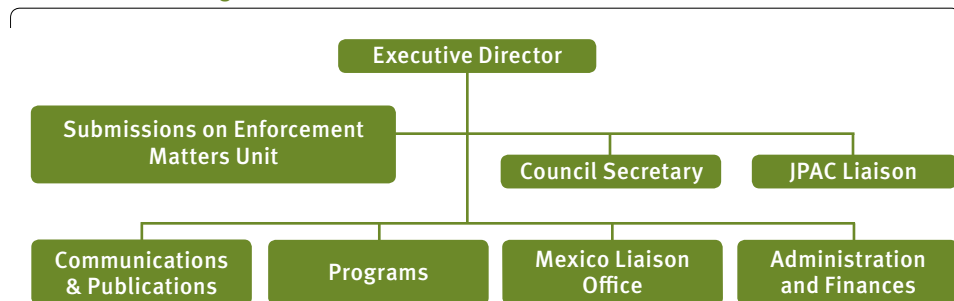 Executive Director
Submissions on Enforcement
Matters Unit
Council Secretary
JPAC Liaison
Communications
& Publications
Programs
Mexico Liaison
Office
Administration
and Finances